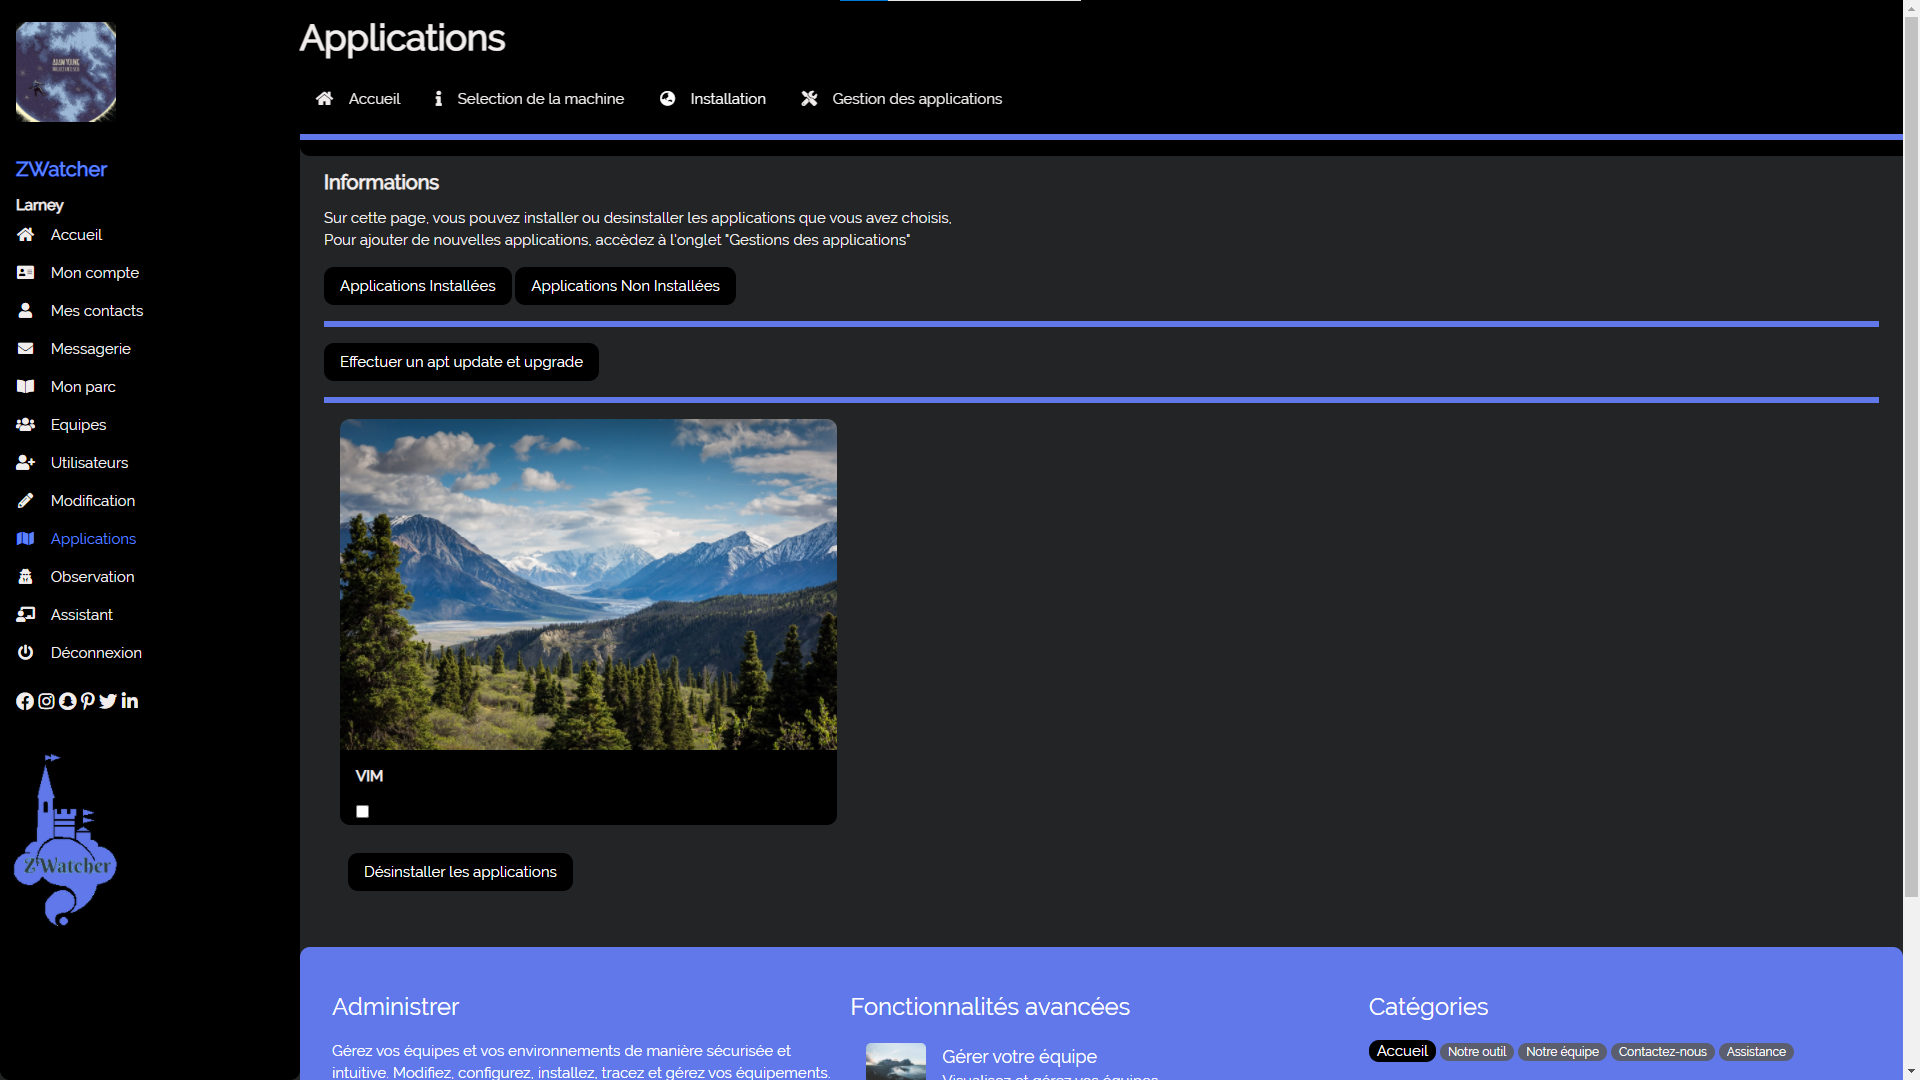 Applications
Accueil
Selection de la machine
Installation
Gestion des applications
ZWatcher
Larney
Accueil
Mon compte
Mes contacts
Messagerie
Mon parc
Equipes
Utilisateurs
Modification
Applications
Observation
Assistant
Déconnexion
ZWatcher
Informations
Sur cette page, vous pouvez installer ou desinstaller les applications que vous avez choisis,
Pour ajouter de nouvelles applications, accèdez à l'onglet "Gestions des applications"
Applications Installées
Applications Non Installées
Effectuer un apt update et upgrade
VIM
Désinstaller les applications
Administrer
Gérez vos équipes et vos environnements de manière sécurisée et
intuitive. Modifiez, configurez, installez, tracez et gérez vos équipements.
Fonctionnalités avancées
Gérer votre équipe
Visualisez et gérez vos équipes
Catégories
Accueil
Notre outil
Notre équipe
Contactez-nous
Assistance